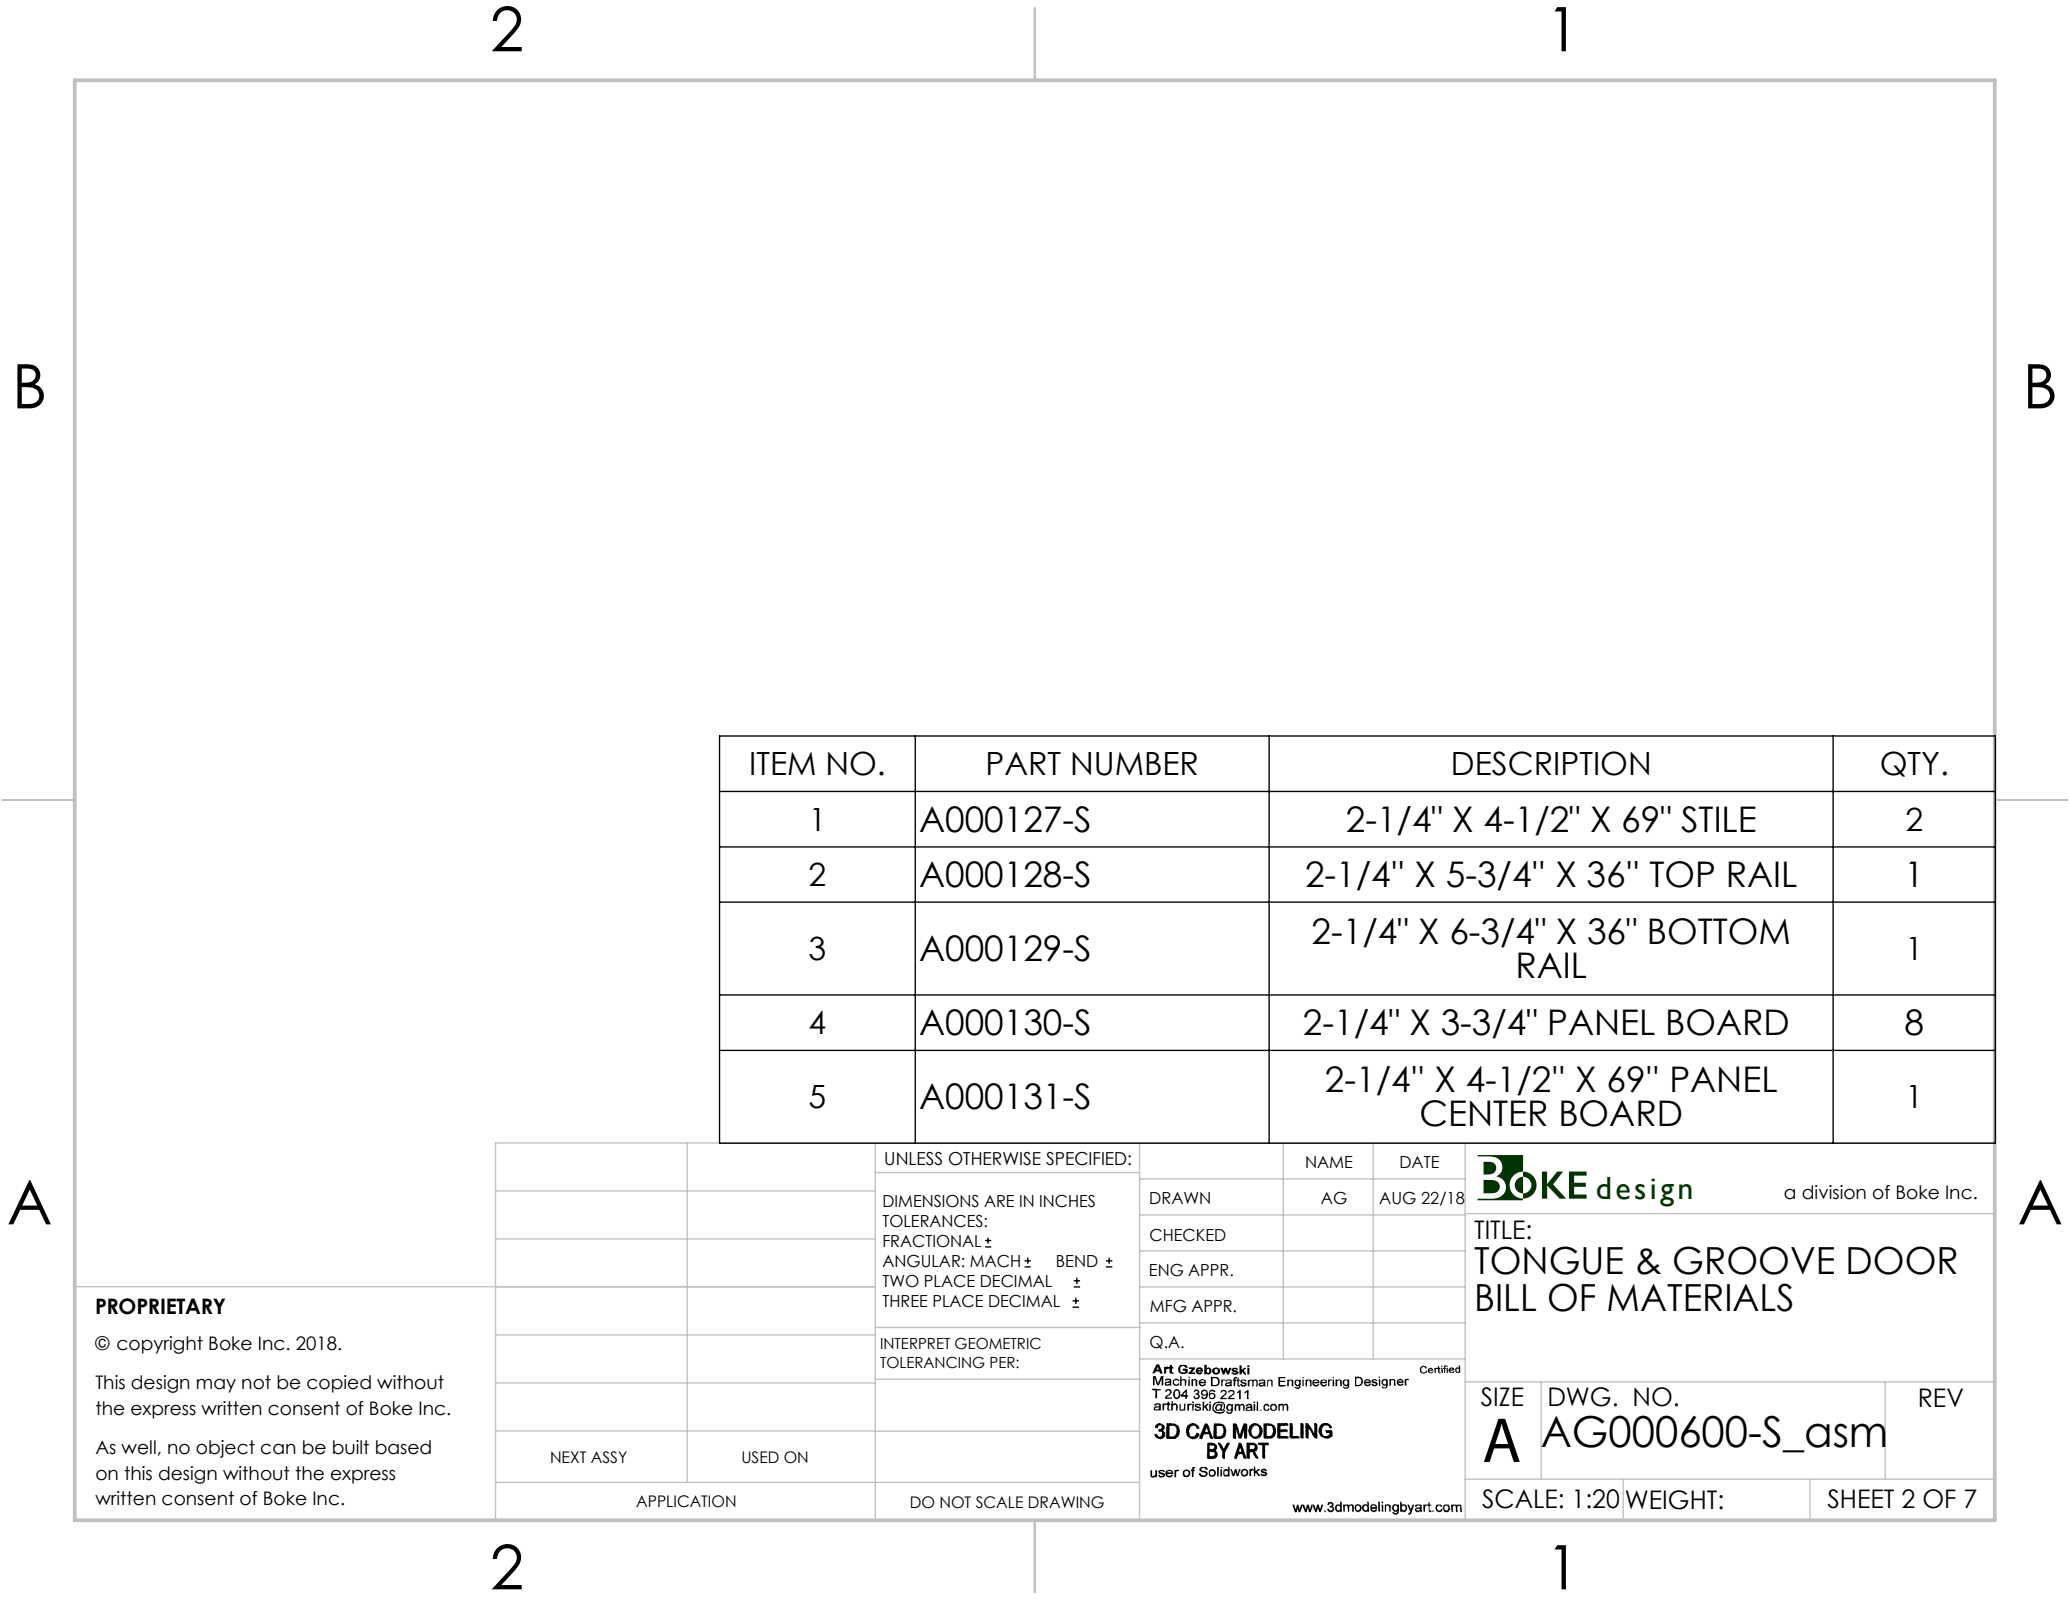 2 1
B B
ITEM NO. PART NUMBER DESCRIPTION QTY.
1 A000127-S 2-1/4" X 4-1/2" X 69" STILE 2
2 A000128-S 2-1/4" X 5-3/4" X 36" TOP RAIL 1
3 A000129-S 2-1/4" X 6-3/4" X 36" BOTTOM
RAIL 1
4 A000130-S 2-1/4" X 3-3/4" PANEL BOARD 8
5 A000131-S 2-1/4" X 4-1/2" X 69" PANEL
CENTER BOARD 1
A A
PROPRIETARY
© copyright Boke Inc. 2018.
This design may not be copied without
the express written consent of Boke Inc.
As well, no object can be built based
on this design without the express
written consent of Boke Inc.
NEXT ASSY USED ON
APPLICATION
UNLESS OTHERWISE SPECIFIED:
DIMENSIONS ARE IN INCHES
TOLERANCES:
FRACTIONAL ±
ANGULAR: MACH ± BEND ±
TWO PLACE DECIMAL ±
THREE PLACE DECIMAL ±
INTERPRET GEOMETRIC
TOLERANCING PER:
DO NOT SCALE DRAWING
NAME DATE
DRAWN AG AUG 22/18
CHECKED
ENG APPR.
MFG APPR.
Q.A.
Art Gzebowski Certified
Machine Draftsman Engineering Designer
T 204 396 2211
arthuriski@gmail.com
3D CAD MODELING
BY ART
user of Solidworks
www.3dmodelingbyart.com
BOKE design a division of Boke Inc.
TITLE:
TONGUE & GROOVE DOOR
BILL OF MATERIALS
SIZE DWG. NO. REV
A AG000600-S_asm
SCALE: 1:20 WEIGHT: SHEET 2 OF 7
2 1